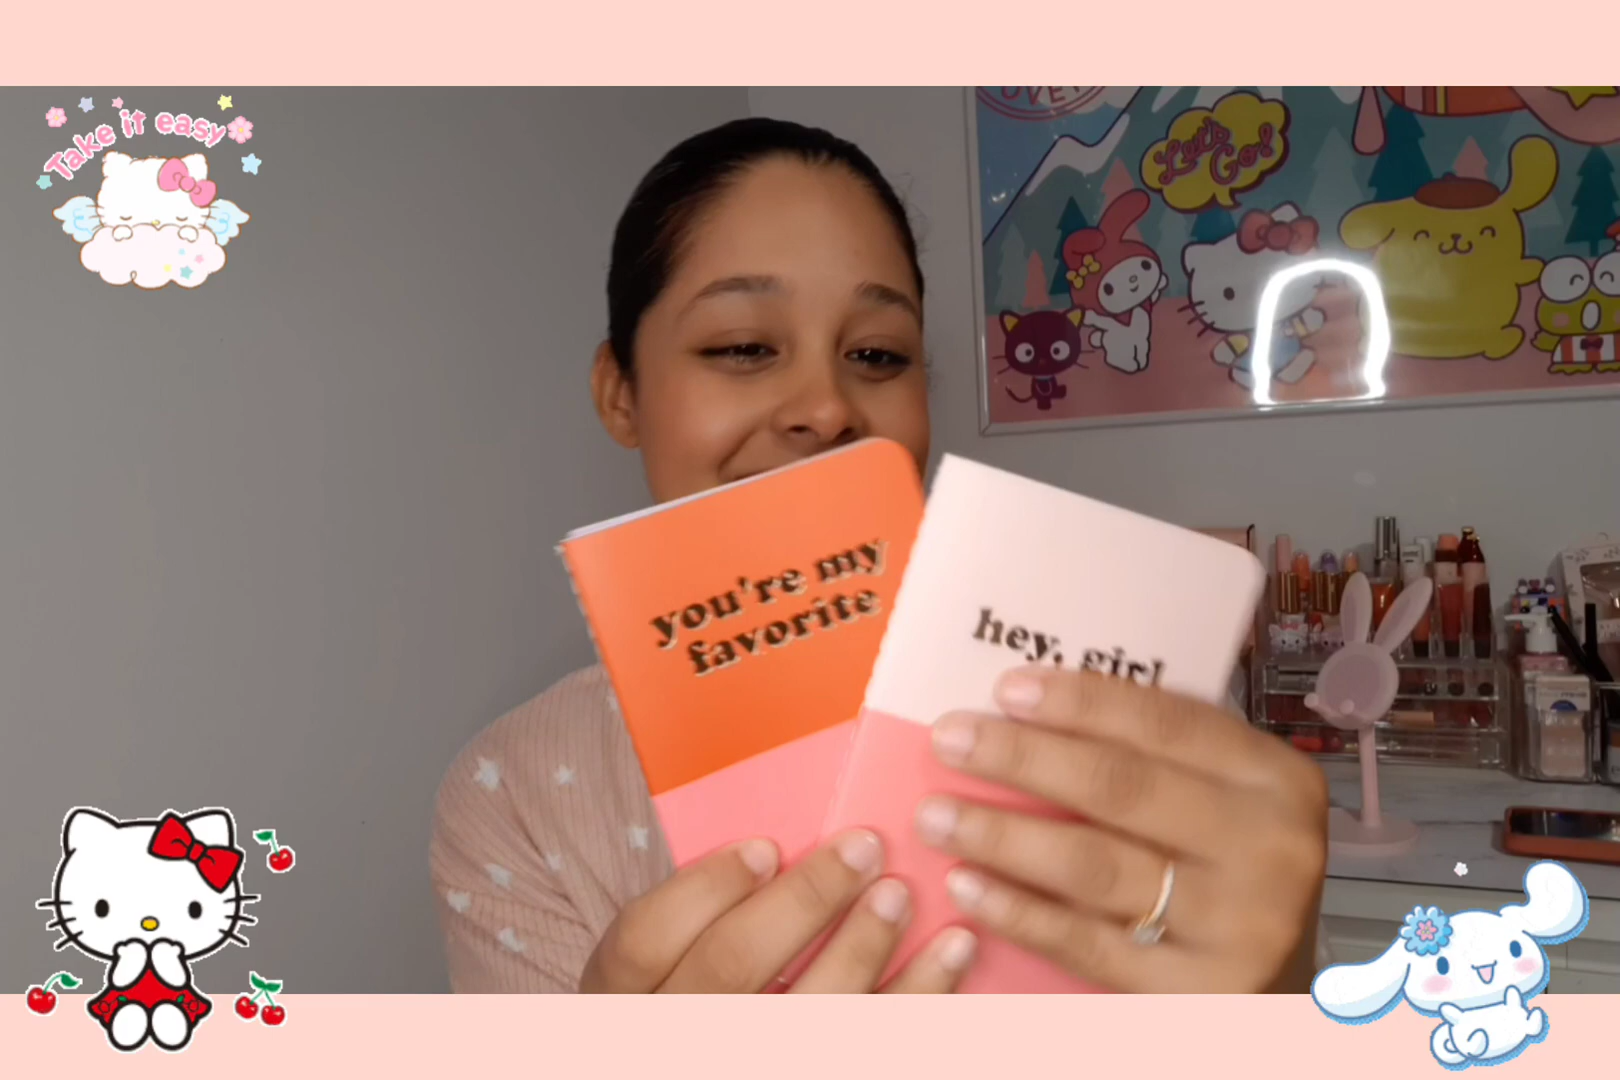 Take it easy
Let's
Go!
you're my
favorite
hey, girl